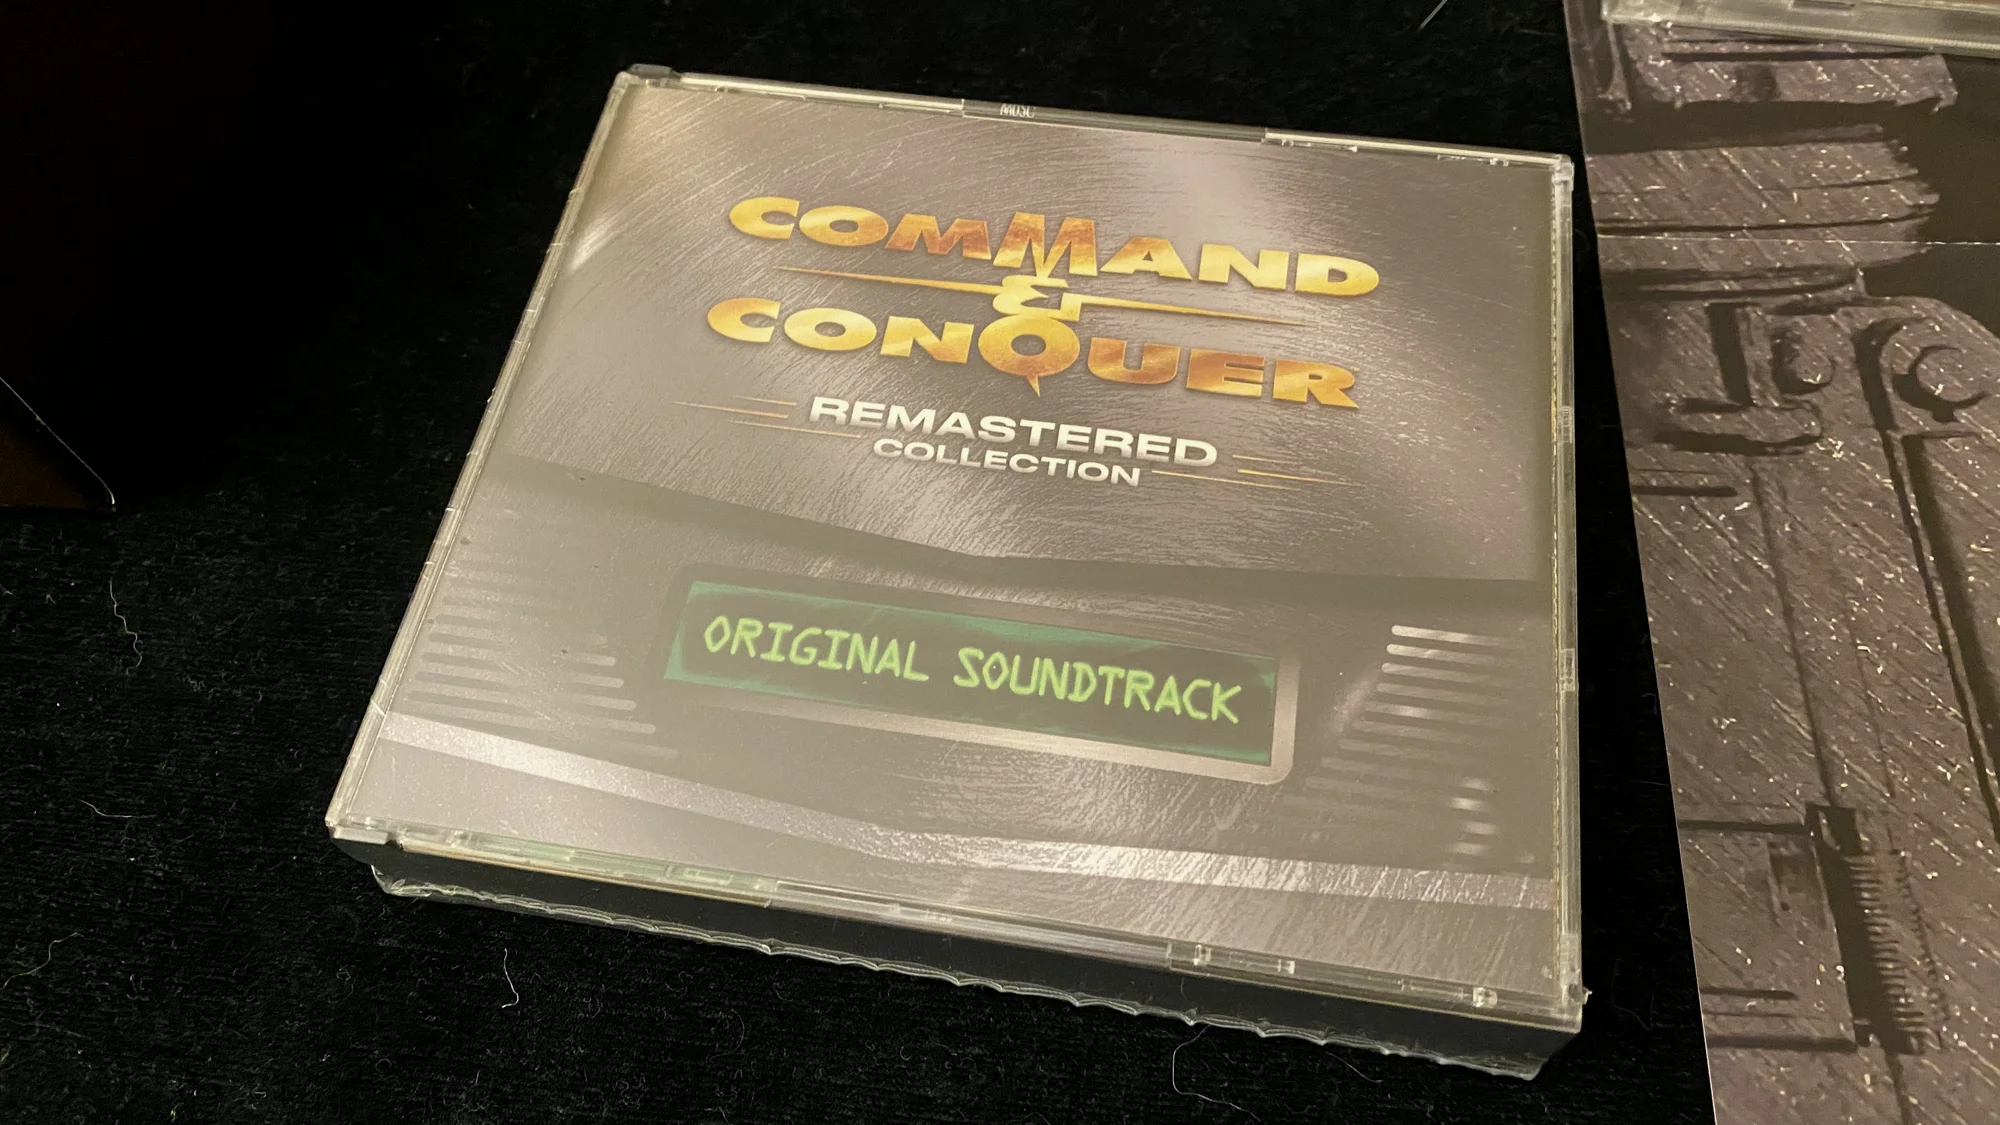 COMMAND
&
CONQUER
REMASTERED
COLLECTION
ORIGINAL SOUNDTRACK